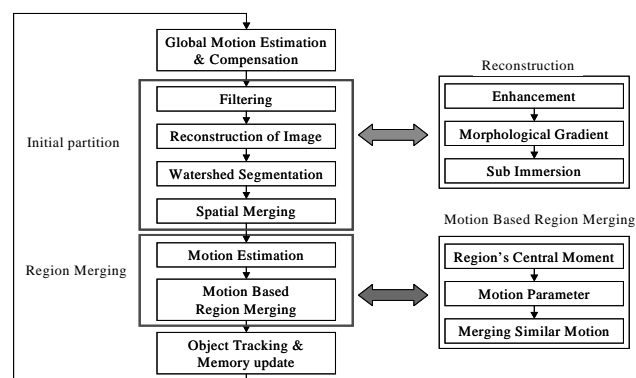 Global Motion Estimation
& Compensation
Initial partition
Filtering
Reconstruction of Image
Watershed Segmentation
Spatial Merging
Reconstruction
Enhancement
Morphological Gradient
Sub Immersion
Region Merging
Motion Estimation
Motion Based
Region Merging
Motion Based Region Merging
Region's Central Moment
Motion Parameter
Merging Similar Motion
Object Tracking &
Memory update